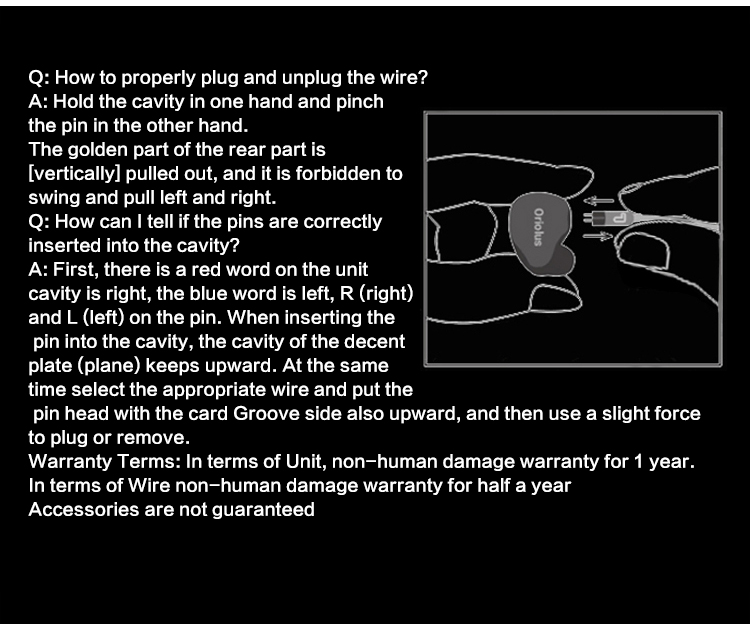 Q: How to properly plug and unplug the wire?
A: Hold the cavity in one hand and pinch
the pin in the other hand.
The golden part of the rear part is
[vertically] pulled out, and it is forbidden to
swing and pull left and right.
Q: How can I tell if the pins are correctly
inserted into the cavity?
A: First, there is a red word on the unit
cavity is right, the blue word is left, R (right)
and L (left) on the pin. When inserting the
pin into the cavity, the cavity of the decent
plate (plane) keeps upward. At the same
time select the appropriate wire and put the
pin head with the card Groove side also upward, and then use a slight force
to plug or remove.
Warranty Terms: In terms of Unit, non-human damage warranty for 1 year.
In terms of Wire non-human damage warranty for half a year
Accessories are not guaranteed
Oriolus